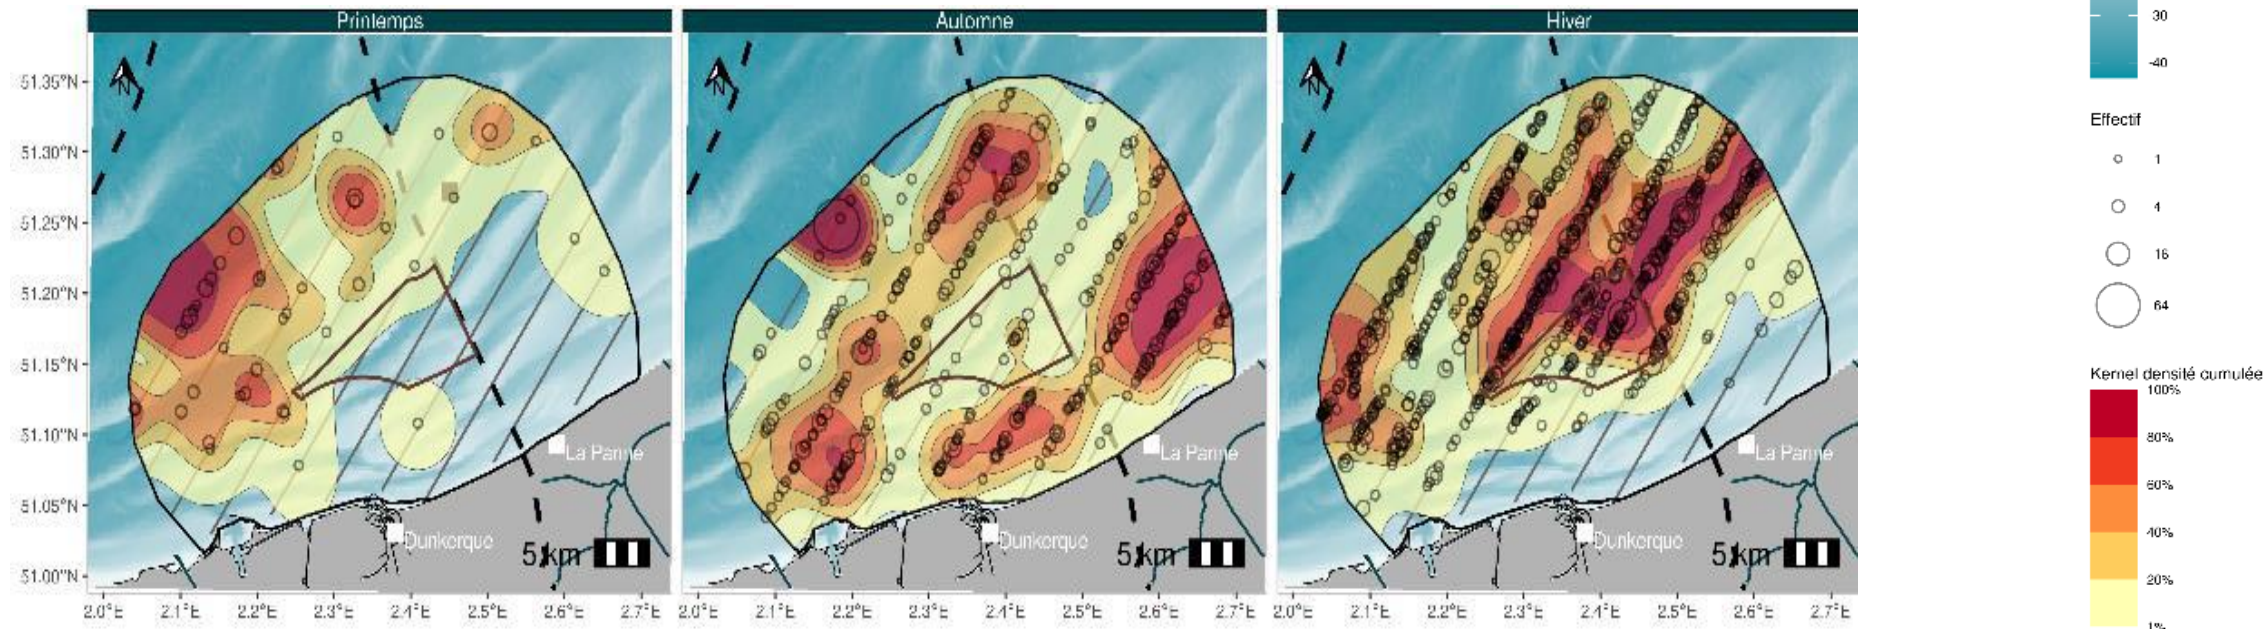 Printemps
Automne
Hiver
51.35°N
51.30°N
51.25°N
51.20°N
51.15°N
51.10°N
51.05°N
51.00°N
N
La Panne
Dunkerque
5 km
N
La Panne
Dunkerque
5 km
N
La Panne
Dunkerque
5 km
2.0°E 2.1°E 2.2°E 2.3°E 2.4°E 2.5°E 2.6°E 2.7°E
2.0°E 2.1°E 2.2°E 2.3°E 2.4°E 2.5°E 2.6°E 2.7°E
2.0°E 2.1°E 2.2°E 2.3°E 2.4°E 2.5°E 2.6°E 2.7°E
30
-40
Effectif
1
4
16
64
Kernel densité cumulée
100%
80%
60%
40%
20%
1%